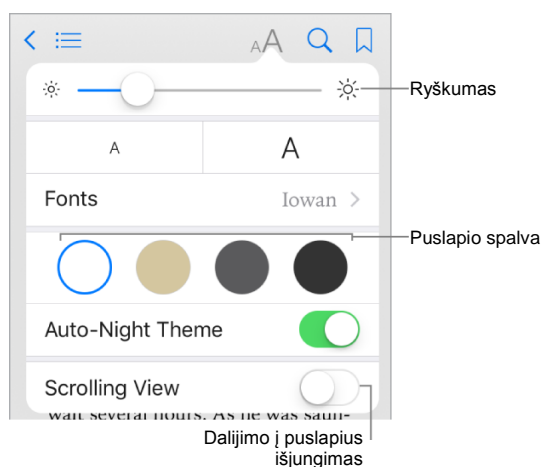 AA
Ryškumas
A A
Fonts Iowan >
Puslapio spalva
Auto-Night Theme
Scrolling View
wait several hours. As he was saun-
Dalijimo į puslapius
išjungimas